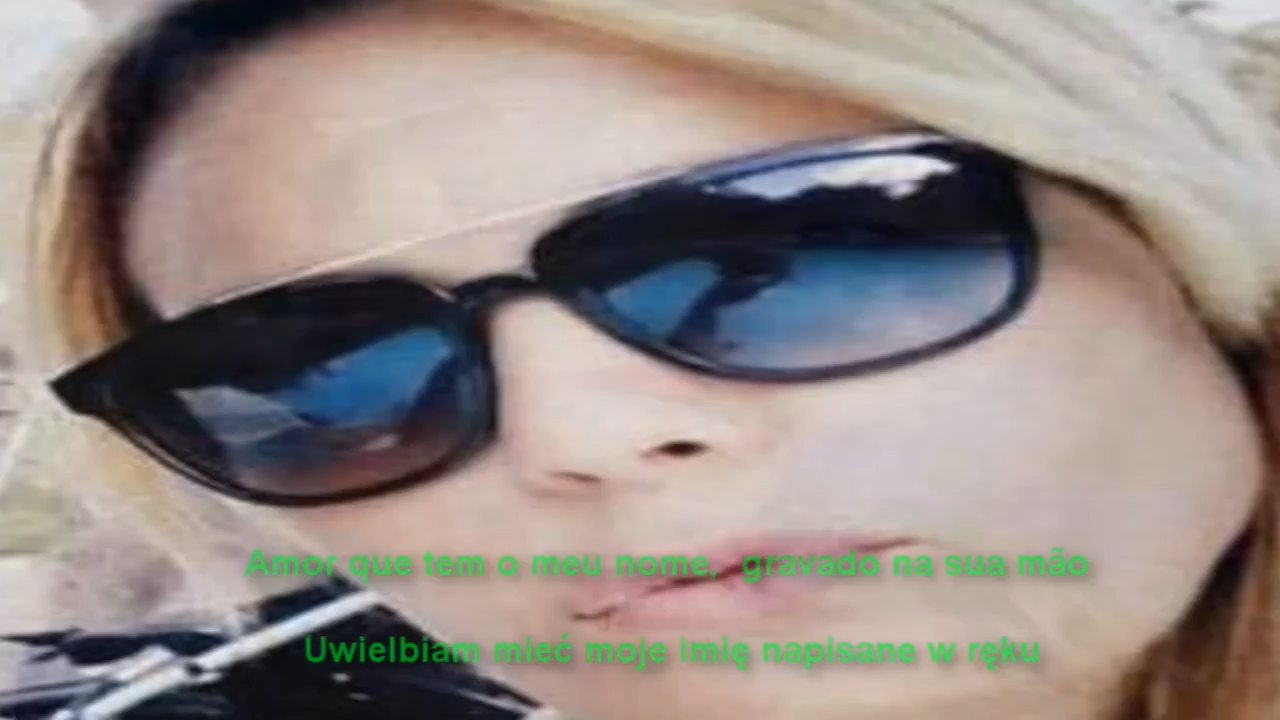 Amor que tem o meu nome, gravado na sua mão
Uwielbiam mieć moje imię napisane w ręku